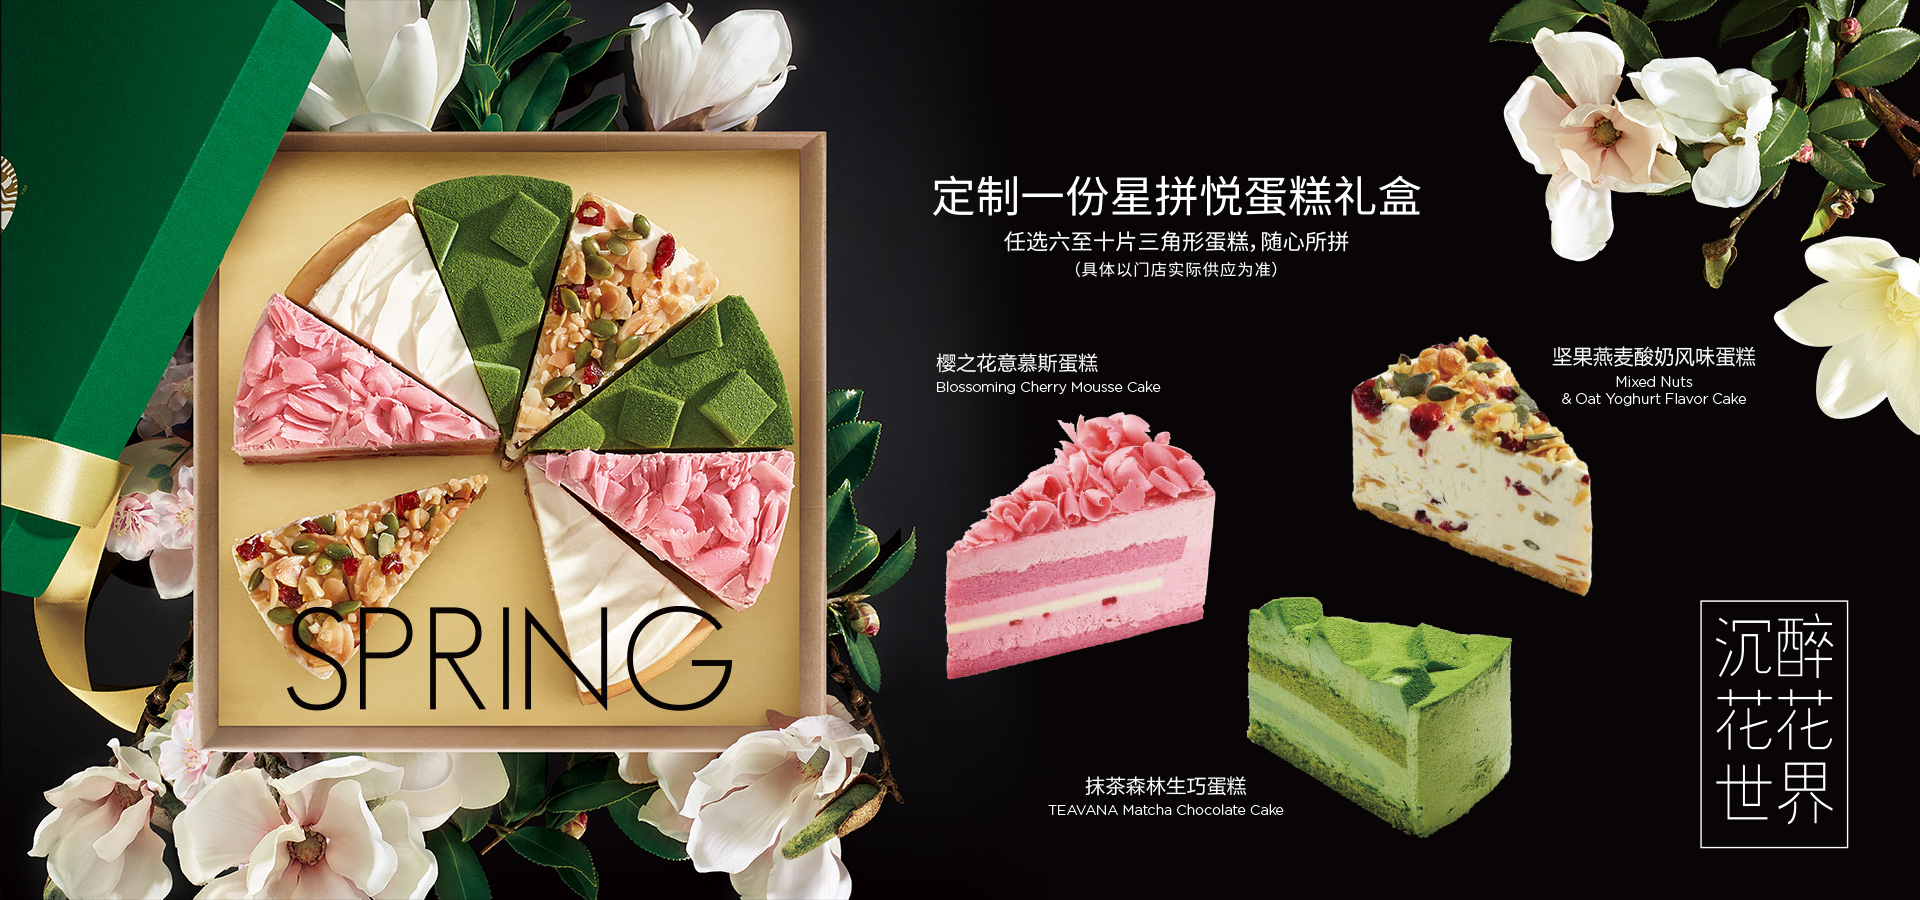 定制一份星拼悦蛋糕礼盒
任选六至十片三角形蛋糕，随心所拼
（具体以门店实际供应为准）
樱之花意慕斯蛋糕
Blossoming Cherry Mousse Cake
坚果燕麦酸奶风味蛋糕
Mixed Nuts
& Oat Yoghurt Flavor Cake
抹茶森林生巧蛋糕
TEAVANA Matcha Chocolate Cake
SPRING
沉醉
花花
世界